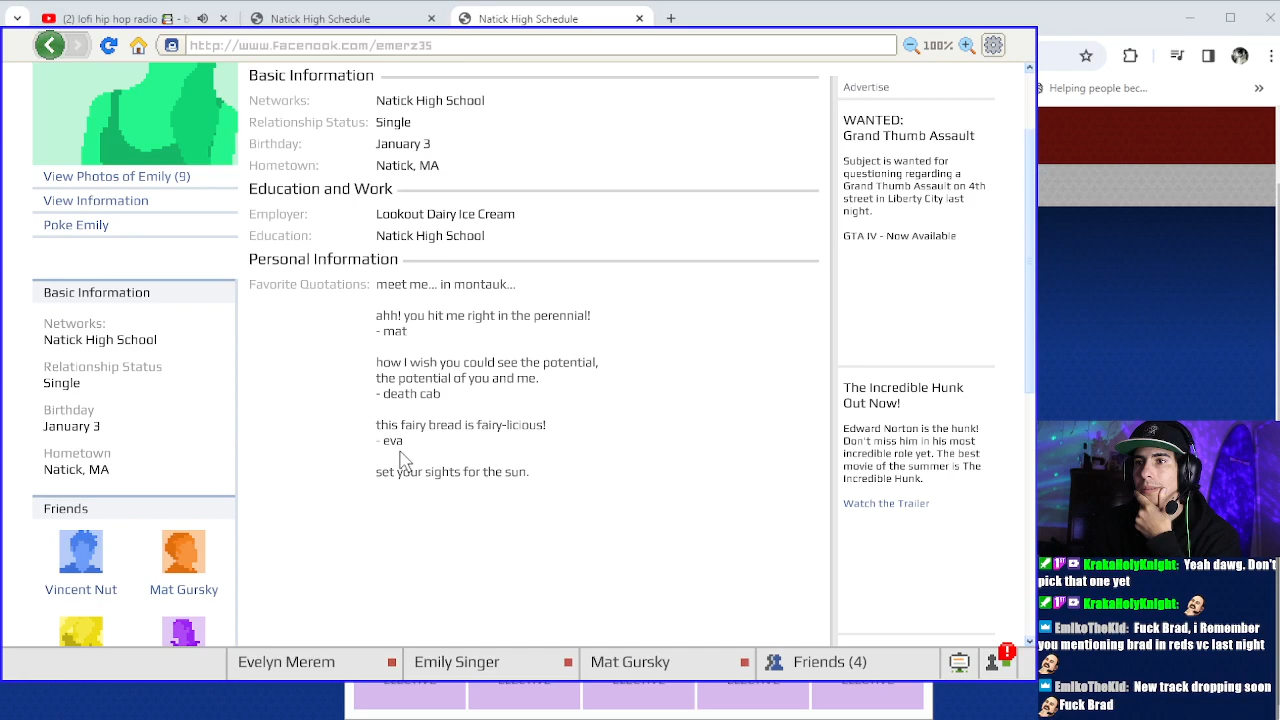 (2) lofi hip hop radio - b
Natick High Schedule
Natick High Schedule
http://www.Facenook.com/emerz35
100%
Helping people bec...
View Photos of Emily (9)
View Information
Poke Emily
Basic Information
Networks:
Natick High School
Relationship Status
Single
Birthday
January 3
Hometown
Natick, MA
Friends
Vincent Nut
Mat Gursky
Basic Information
Networks: Natick High School
Relationship Status: Single
Birthday: January 3
Hometown: Natick, MA
Education and Work
Employer: Lookout Dairy Ice Cream
Education: Natick High School
Personal Information
Favorite Quotations: meet me... in montauk...
ahh! you hit me right in the perennial!
- mat
how I wish you could see the potential,
the potential of you and me.
- death cab
this fairy bread is fairy-licious!
- eva
set your sights for the sun.
Advertise
WANTED:
Grand Thumb Assault
Subject is wanted for
questioning regarding a
Grand Thumb Assault on 4th
street in Liberty City last
night.
GTA IV - Now Available
The Incredible Hunk
Out Now!
Edward Norton is the hunk!
Don't miss him in his most
incredible role yet. The best
movie of the summer is The
Incredible Hunk.
Watch the Trailer
KrakaHolyKnight: Yeah dawg. Don't
pick that one yet
KrakaHolyKnight:
EmikoTheKid: Fuck Brad, i Remember
you mentioning brad in reds vc last night
EmikoTheKid: New track dropping soon
Fuck Brad
Evelyn Merem
Emily Singer
Mat Gursky
Friends (4)